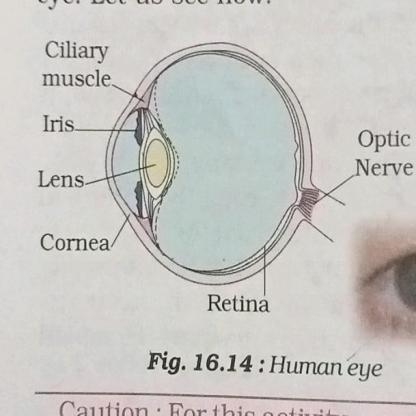 eye. Let us see how.
Ciliary
muscle
Iris
Lens
Cornea
Optic
Nerve
Retina
Fig. 16.14 : Human eye
Caution : For this activity